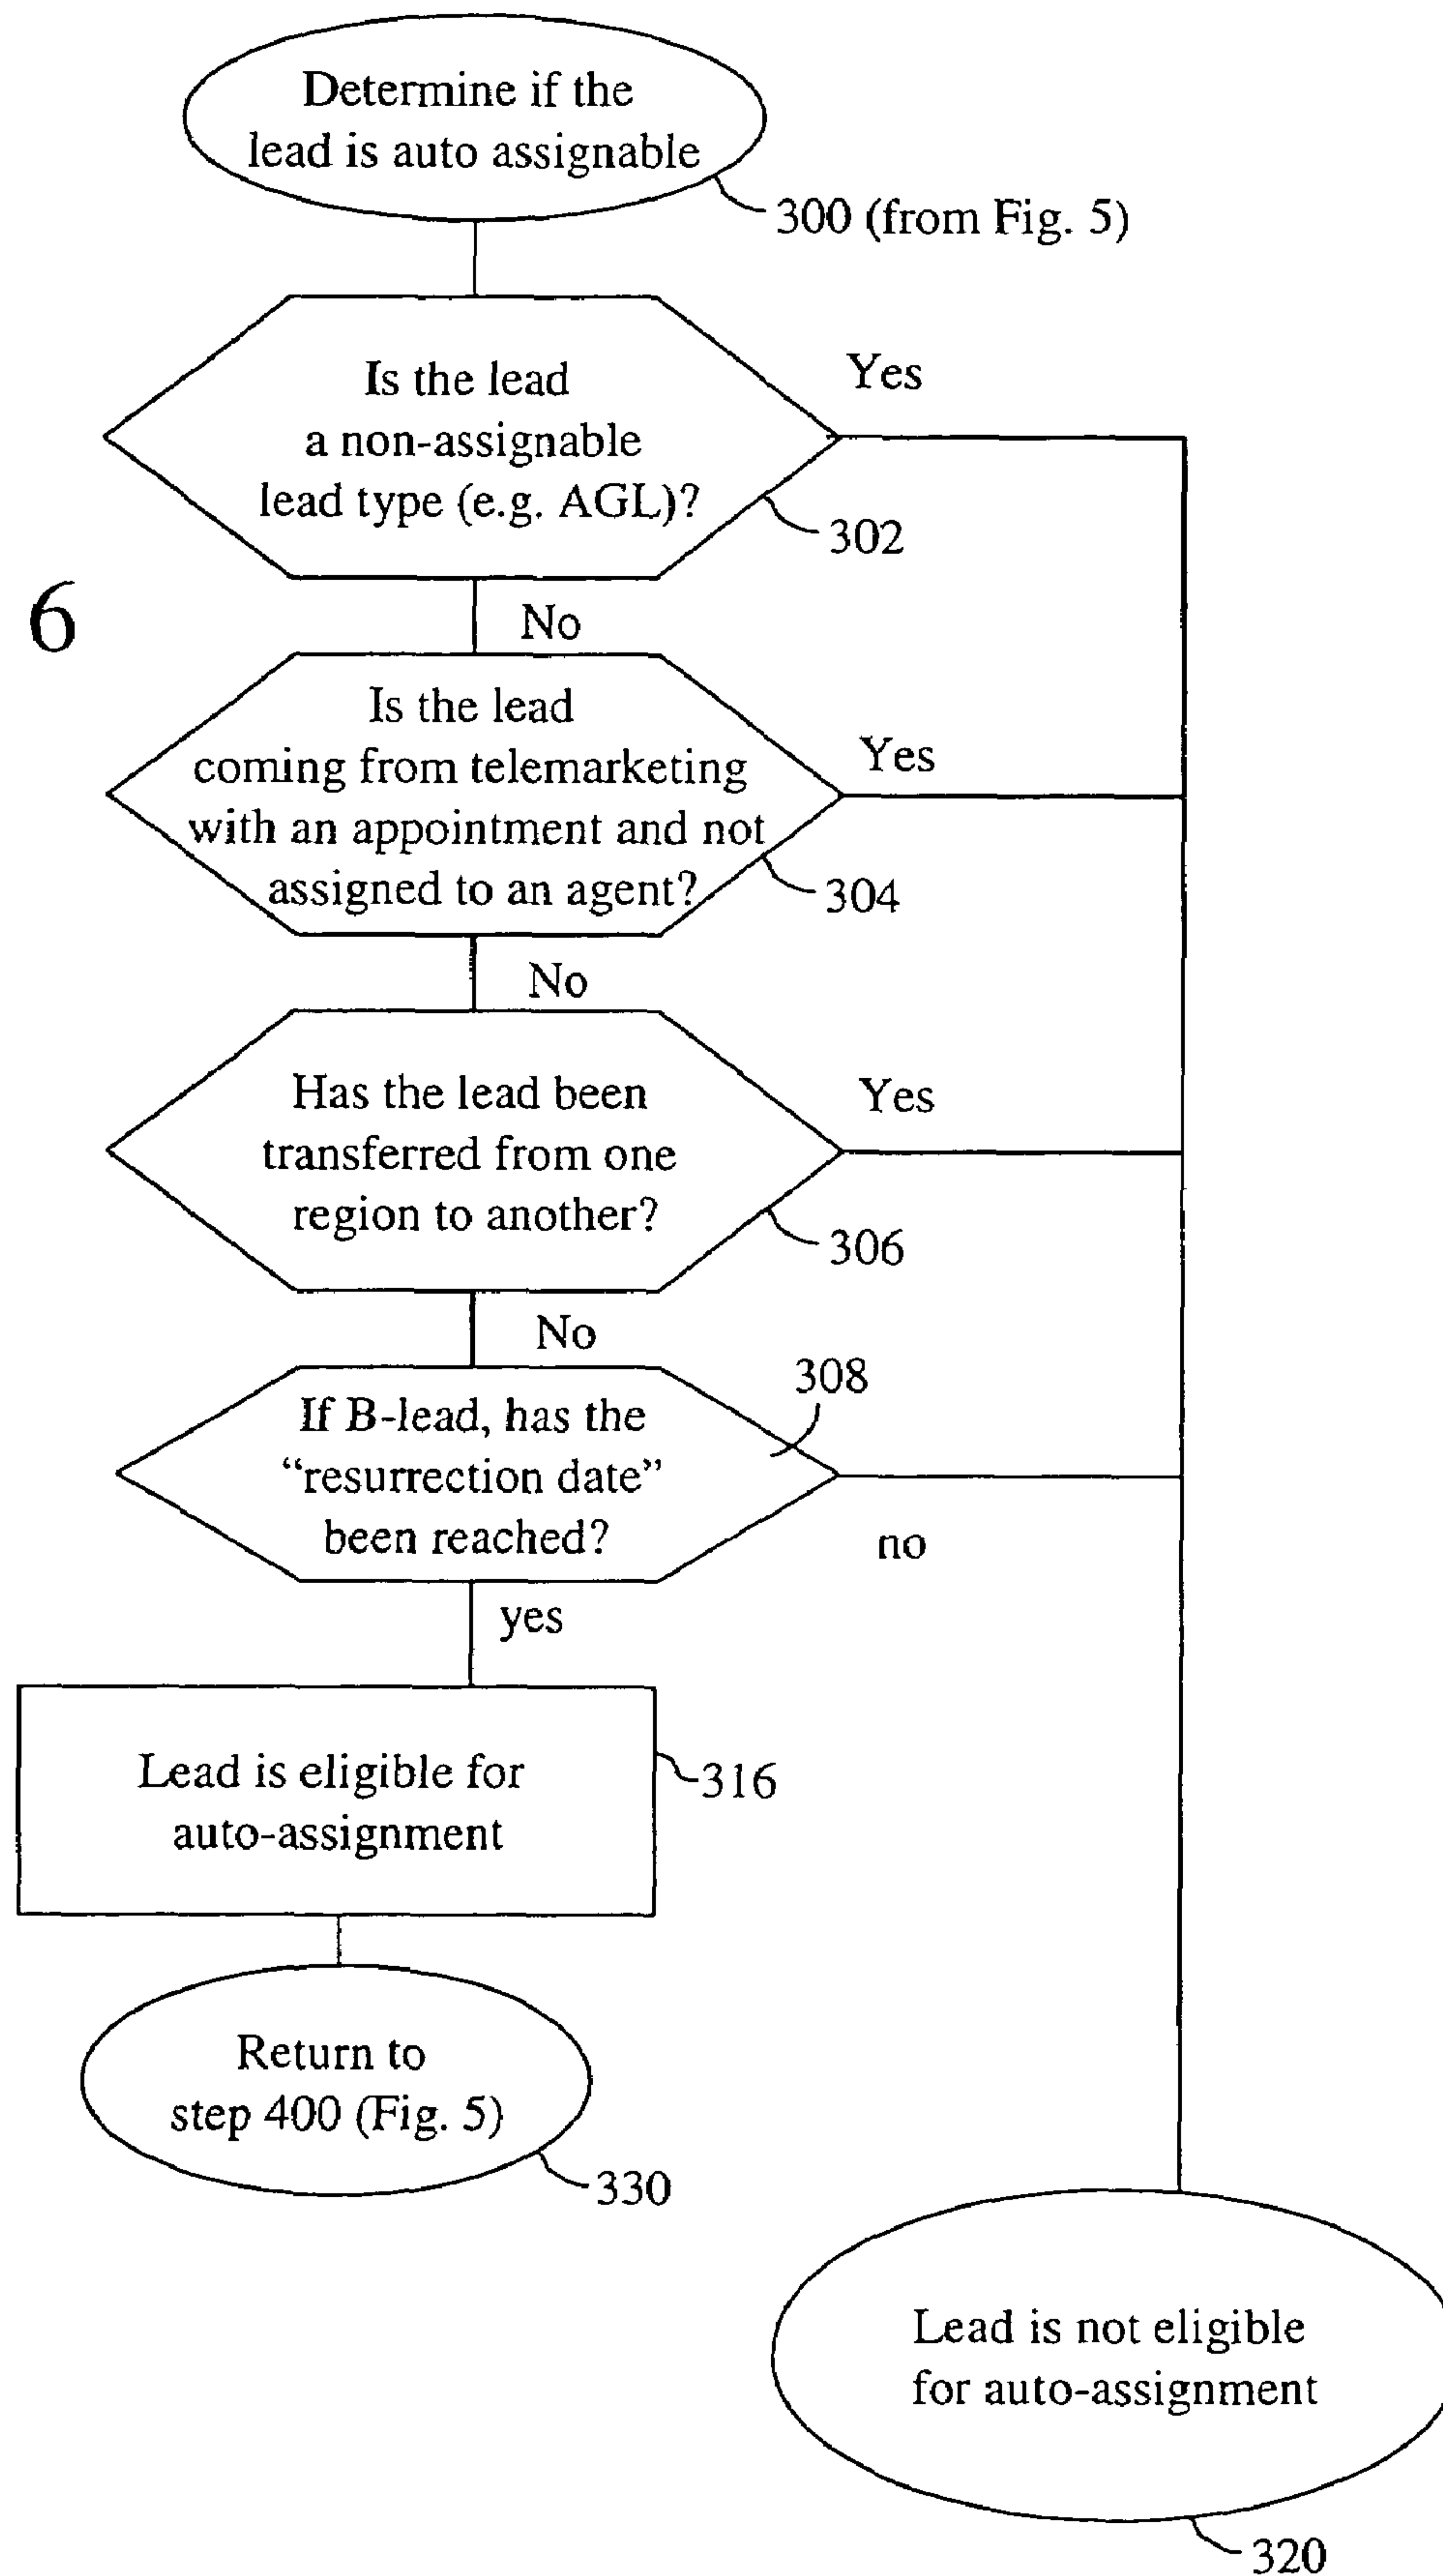 Determine if the
lead is auto assignable
300 (from Fig. 5)
Is the lead
a non-assignable
lead type (e.g. AGL)?
Yes
302
6
No
Is the lead
coming from telemarketing
with an appointment and not
assigned to an agent?
Yes
304
No
Has the lead been
transferred from one
region to another?
Yes
306
No
308
If B-lead, has the
“resurrection date”
been reached?
no
yes
Lead is eligible for
auto-assignment
316
Return to
step 400 (Fig. 5)
330
Lead is not eligible
for auto-assignment
320